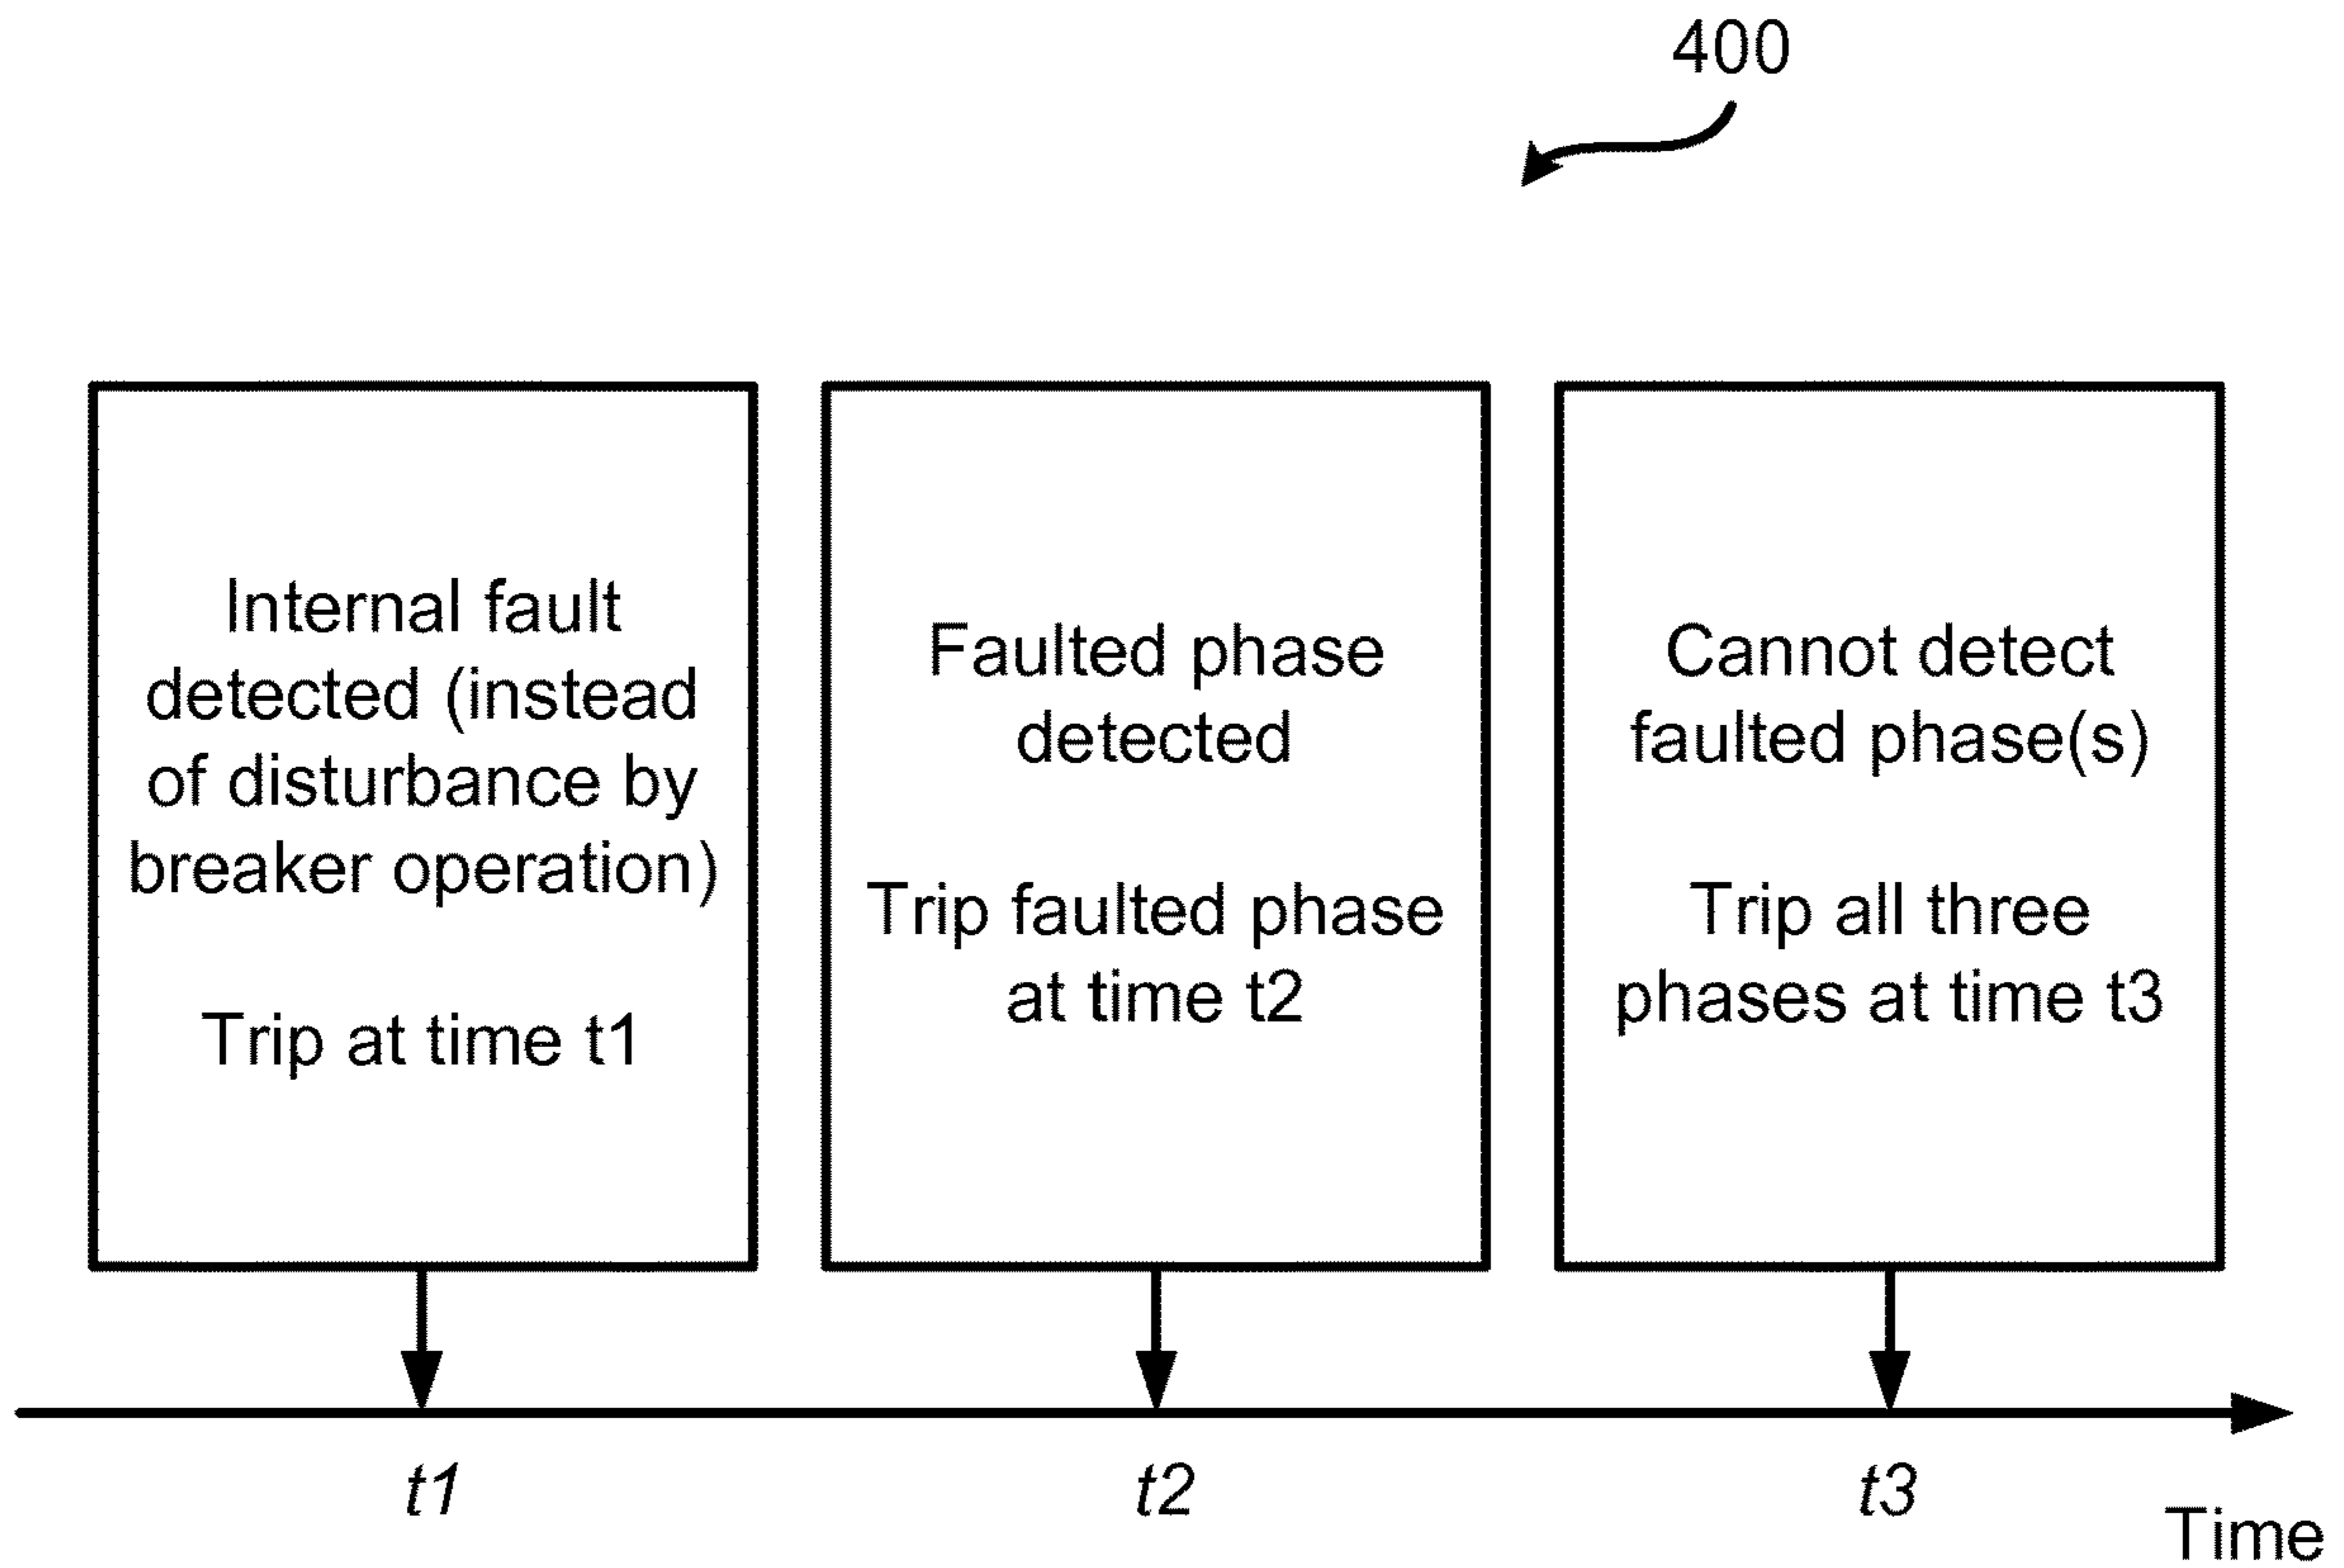 400
Internal fault
detected (instead
of disturbance by
breaker operation)
Trip at time t1
Faulted phase
detected
Trip faulted phase
at time t2
Cannot detect
faulted phase(s)
Trip all three
phases at time t3
t1
t2
t3
Time